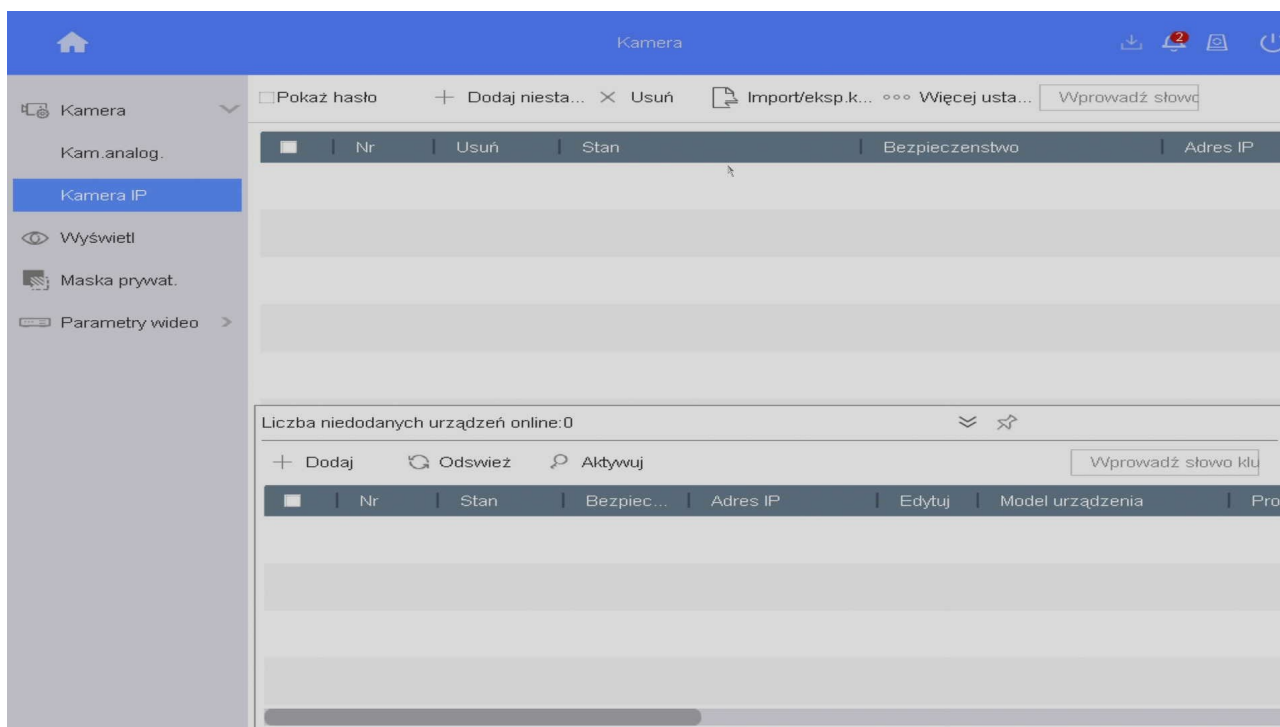 Kamera
2
Kamera
Kam.analog.
Kamera IP
Wyświetl
Maska prywat.
Parametry wideo
Pokaż hasło Dodaj niesta... Usuń Import/eksp.k... Więcej usta... Wprowadź słowo
Nr Usuń Stan Bezpieczenstwo Adres IP
Liczba niedodanych urządzeń online:0
Dodaj Odswież Aktywuj Wprowadź słowo klu
Nr Stan Bezpiec... Adres IP Edytuj Model urządzenia Pro